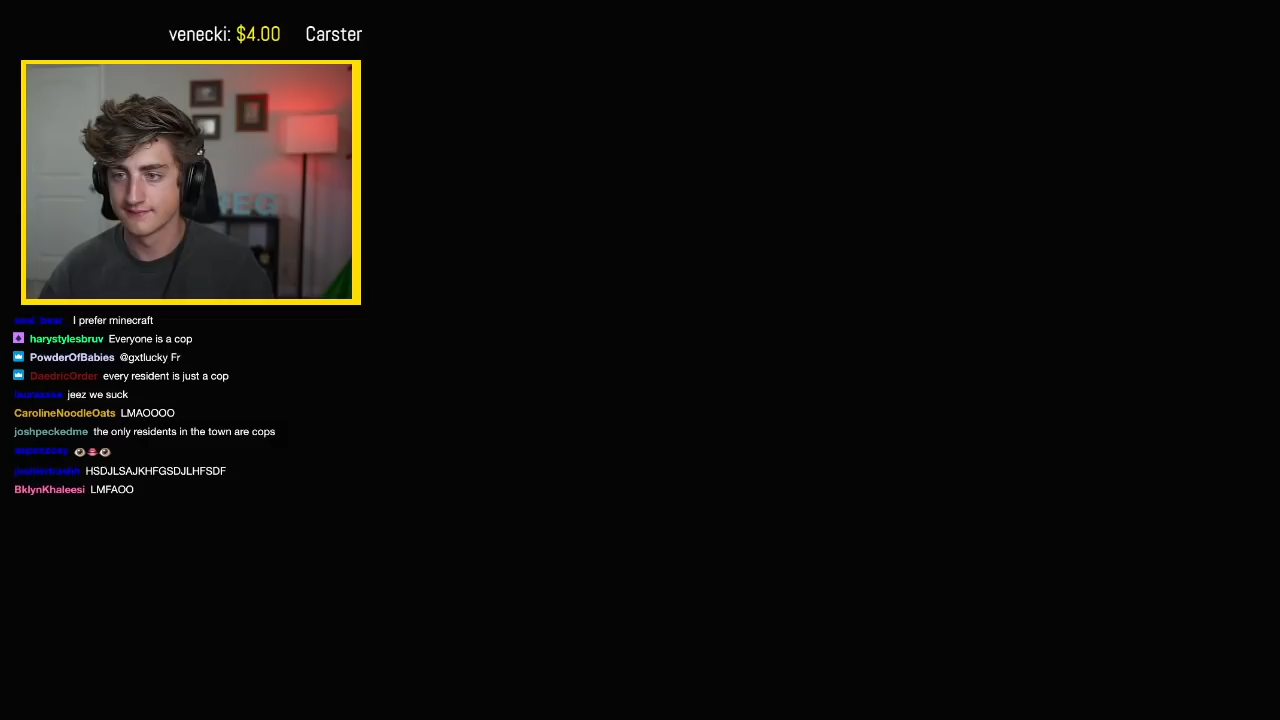 venecki: $4.00 Carster
EG
I prefer minecraft
harystylesbruv Everyone is a cop
PowderOfBabies @gxtlucky Fr
DaedricOrder every resident is just a cop
jeez we suck
CarolineNoodleOats LMAOOOO
joshpeckedme the only residents in the town are cops
HSDJLSAJKHFGSDJLHFSDF
BklynKhaleesi LMFAOO